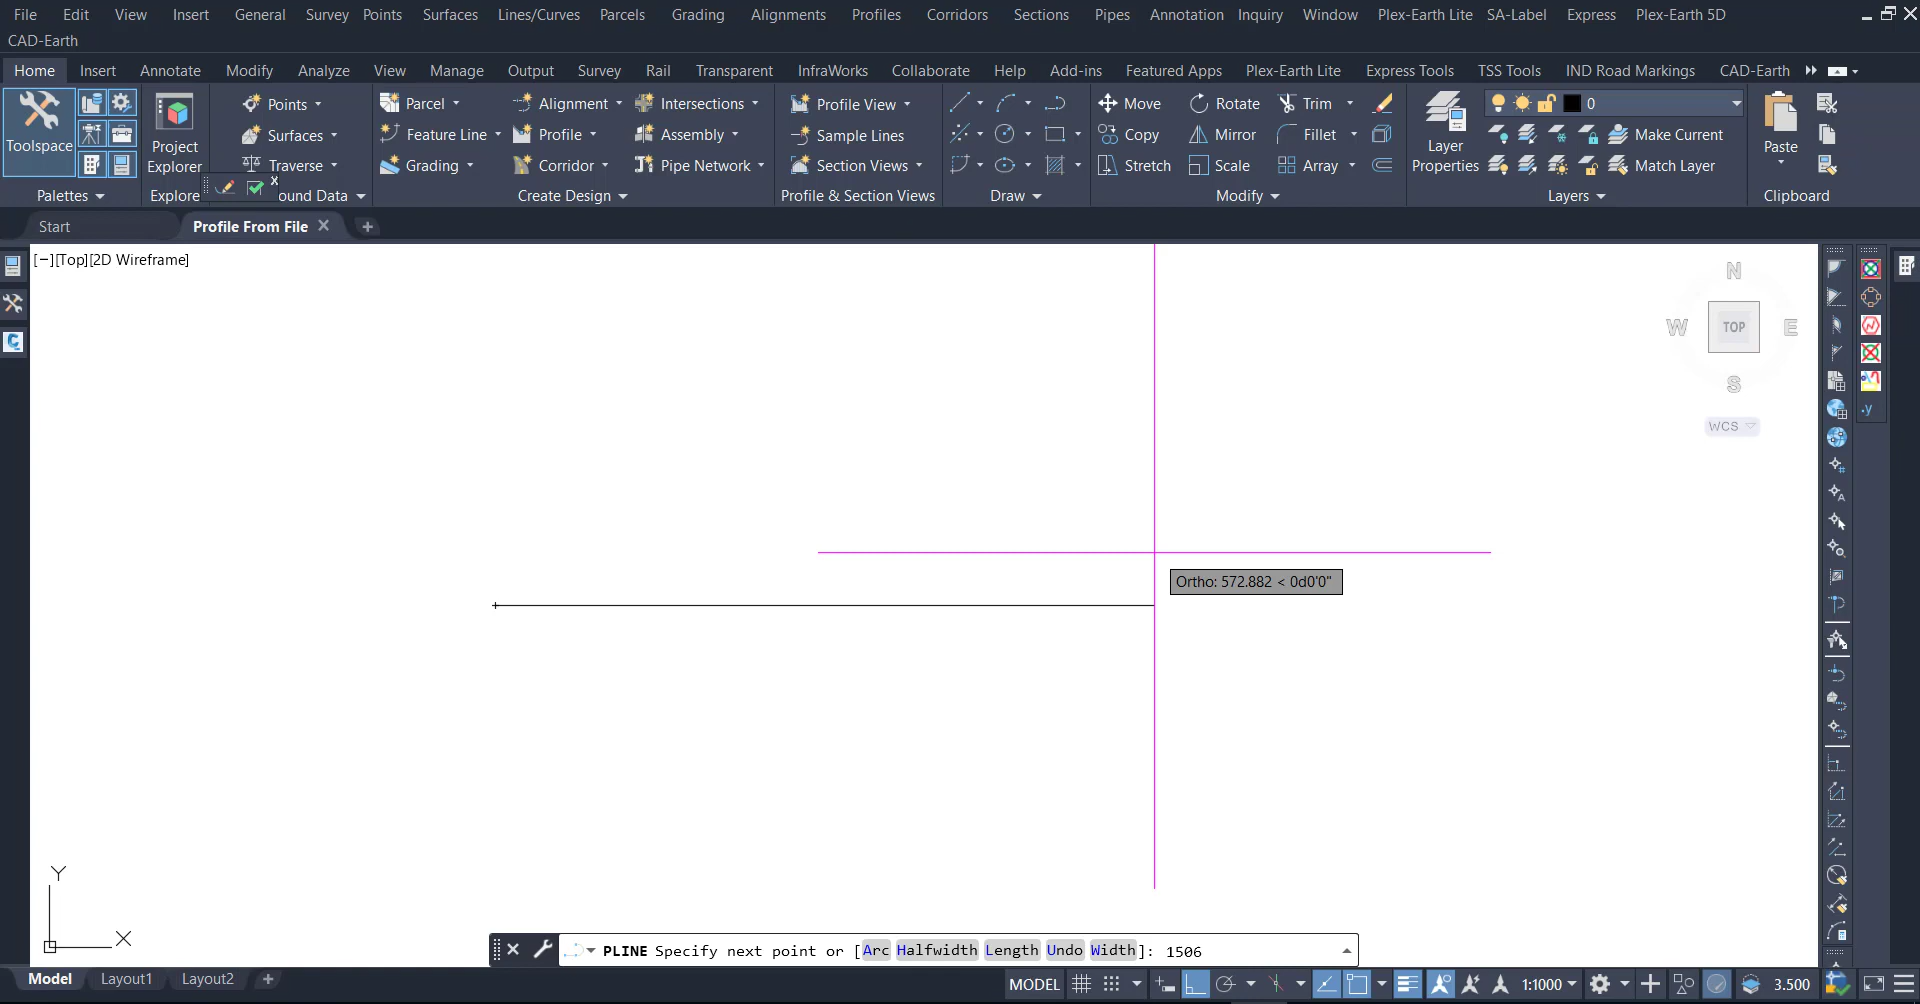 File Edit View Insert General Survey Points Surfaces Lines/Curves Parcels Grading Alignments Profiles Corridors Sections Pipes Annotation Inquiry Window Plex-Earth Lite SA-Label Express Plex-Earth 5D
CAD-Earth
Home Insert Annotate Modify Analyze View Manage Output Survey Rail Transparent InfraWorks Collaborate Help Add-ins Featured Apps Plex-Earth Lite Express Tools TSS Tools IND Road Markings CAD-Earth
Points Parcel Alignment Intersections Profile View Move Rotate Trim 0
Toolspace Project Explorer Surfaces Feature Line Profile Assembly Sample Lines Copy Mirror Fillet Layer Properties Make Current Paste
Traverse Grading Corridor Pipe Network Section Views Stretch Scale Array Match Layer
Palettes Explore ound Data Create Design Profile & Section Views Draw Modify Layers Clipboard
Start Profile From File
[−][Top][2D Wireframe]
N
W TOP E
S
WCS
.y
Ortho: 572.882 < 0d0'0"
Y
X
PLINE Specify next point or [Arc Halfwidth Length Undo Width]: 1506
Model Layout1 Layout2 + MODEL 1:1000 3.500